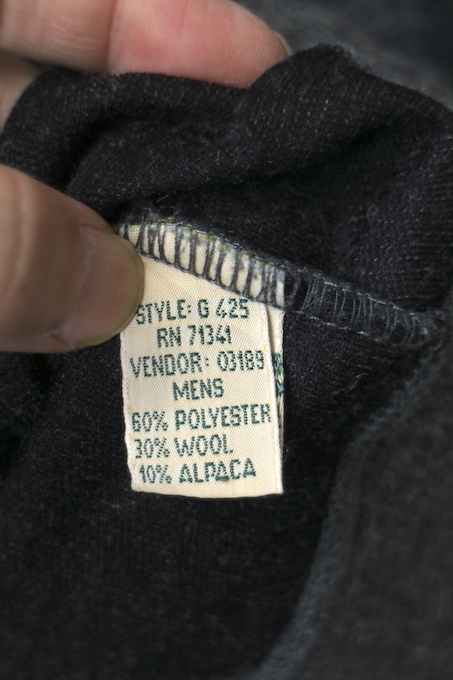 STYLE: G 425
RN 71341
VENDOR: 03189
MENS
60% POLYESTER
30% WOOL
10% ALPACA